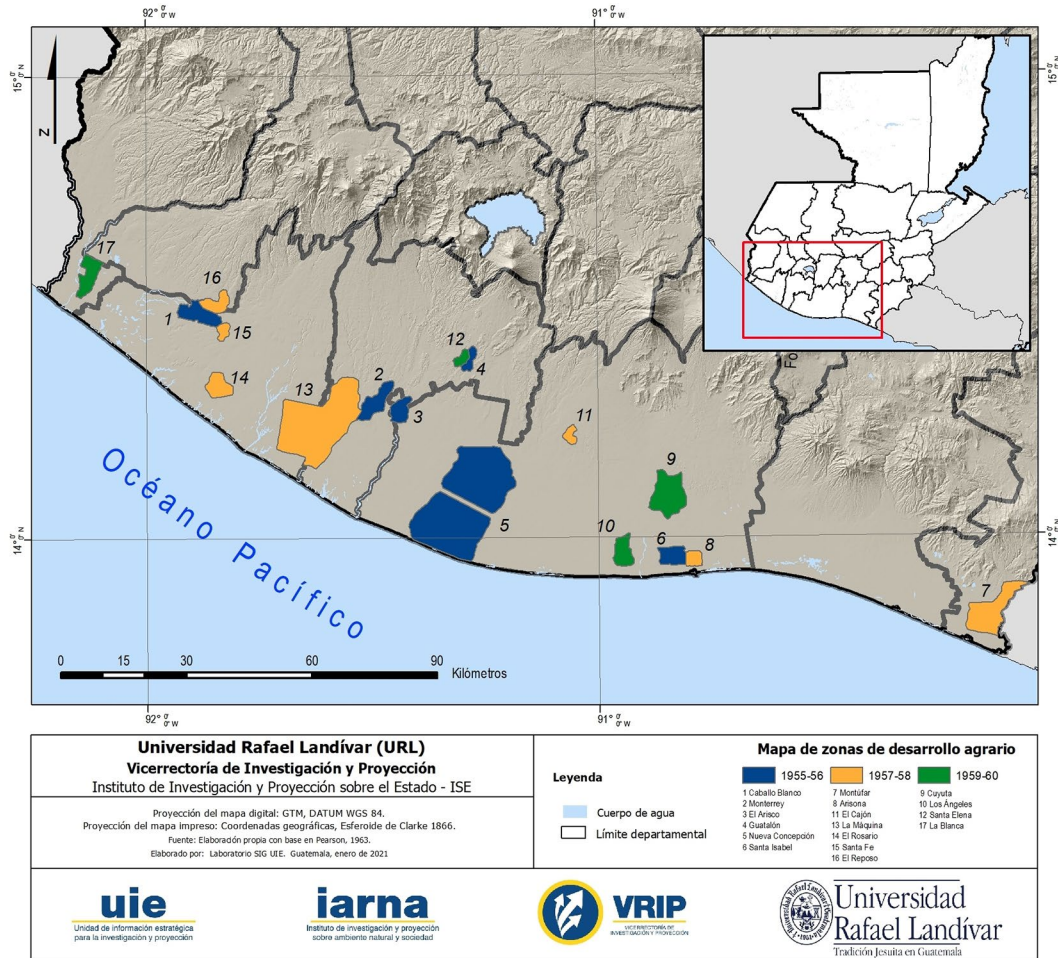 92° 0' 0" W
91° 0' 0" W
15° 0' 0" N
15° 0' 0" N
N
17
16
1
15
12
4
14
13
2
3
11
9
5
10
6
8
7
Fo
14° 0' 0" N
14° 0' 0" N
Océano Pacífico
0 15 30 60 90
Kilómetros
92° 0' 0" W
91° 0' 0" W
Universidad Rafael Landívar (URL)
Vicerrectoría de Investigación y Proyección
Instituto de Investigación y Proyección sobre el Estado - ISE
Proyección del mapa digital: GTM, DATUM WGS 84.
Proyección del mapa impreso: Coordenadas geográficas, Esferoide de Clarke 1866.
Fuente: Elaboración propia con base en Pearson, 1963.
Elaborado por: Laboratorio SIG UIE. Guatemala, enero de 2021
Leyenda
Cuerpo de agua
Límite departamental
Mapa de zonas de desarrollo agrario
1955-56
1 Caballo Blanco
2 Monterrey
3 El Arisco
4 Guatalón
5 Nueva Concepción
6 Santa Isabel
1957-58
7 Montúfar
8 Arisona
11 El Cajón
13 La Máquina
14 El Rosario
15 Santa Fe
16 El Reposo
1959-60
9 Cuyuta
10 Los Ángeles
12 Santa Elena
17 La Blanca
uie
Unidad de información estratégica
para la investigación y proyección
iarna
Instituto de investigación y proyección
sobre ambiente natural y sociedad
VRIP
VICERRECTORÍA DE
INVESTIGACIÓN Y PROYECCIÓN
Universidad
Rafael Landívar
Tradición Jesuita en Guatemala